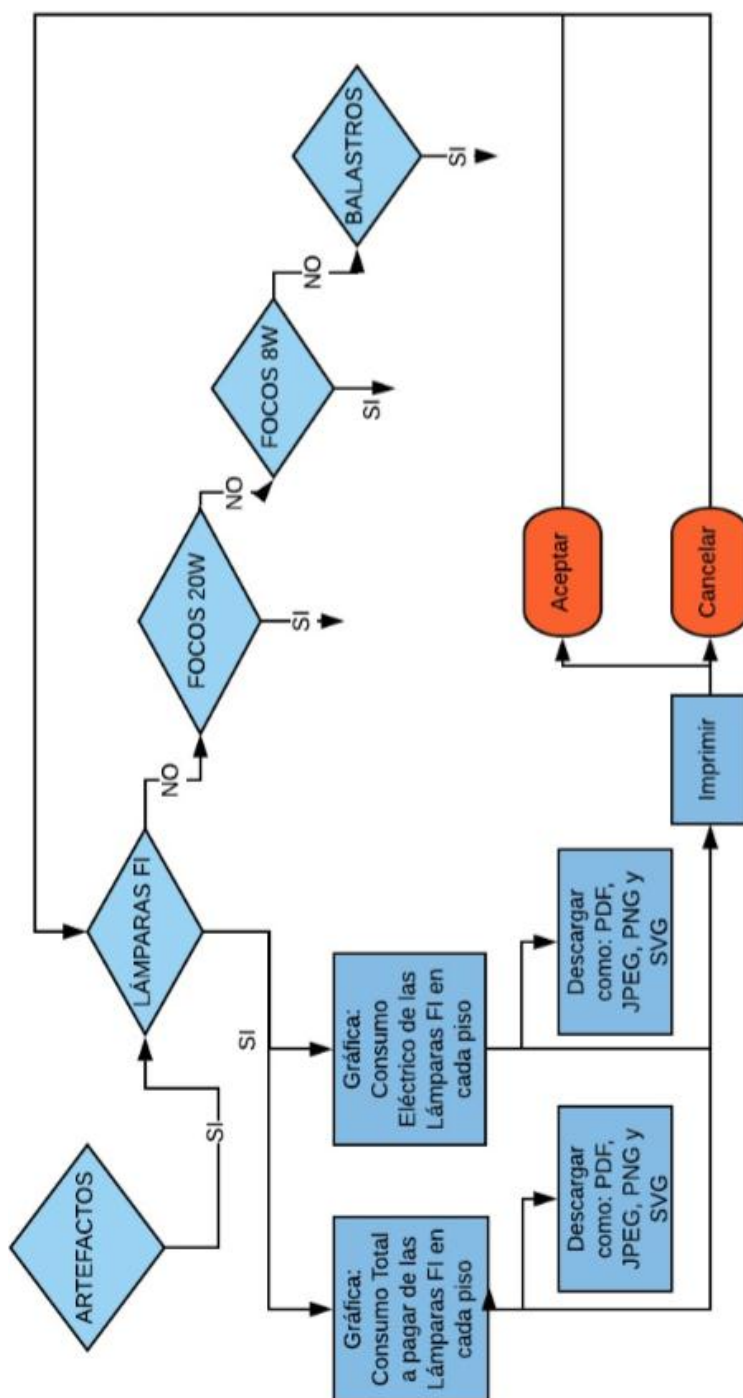 ARTEFACTOS
SI
LÁMPARAS FI
NO
FOCOS 20W
SI
NO
FOCOS 8W
SI
NO
BALASTROS
SI
SI
Gráfica:
Consumo Total
a pagar de las
Lámparas FI en
cada piso
Gráfica:
Consumo
Eléctrico de las
Lámparas FI en
cada piso
Descargar
como: PDF,
JPEG, PNG y
SVG
Descargar
como: PDF,
JPEG, PNG y
SVG
Imprimir
Aceptar
Cancelar